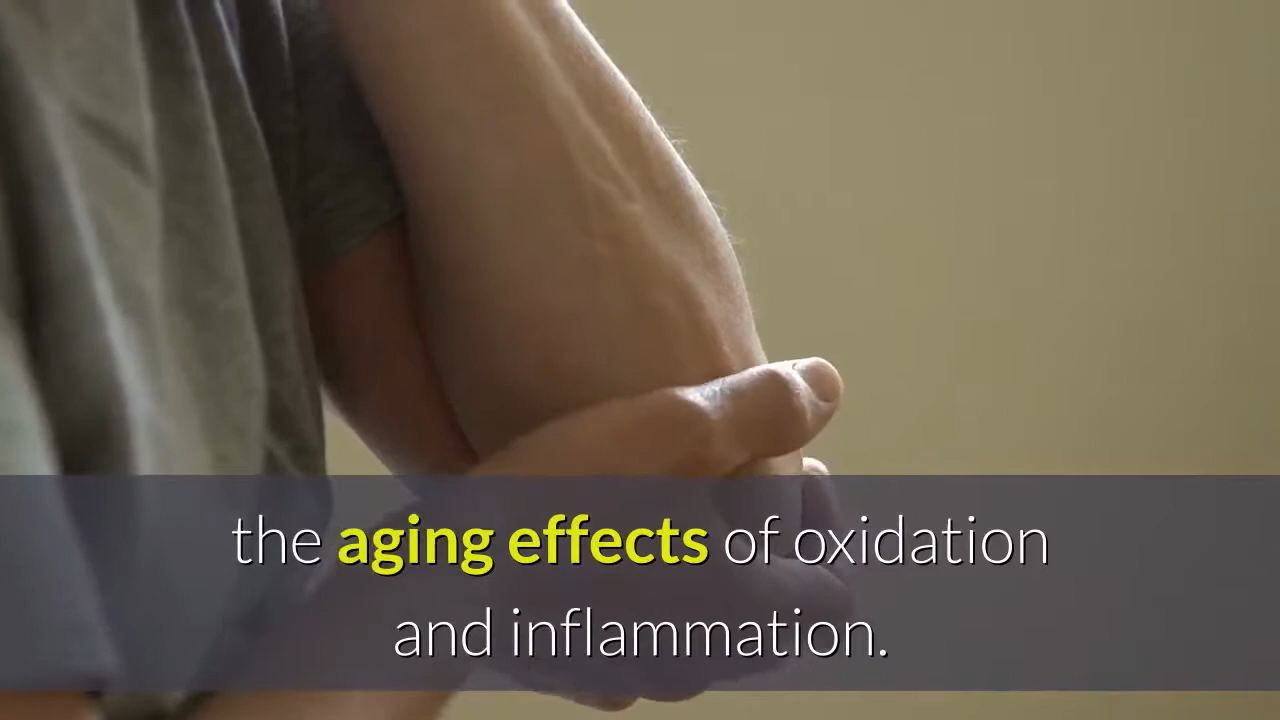 the aging effects of oxidation
and inflammation.